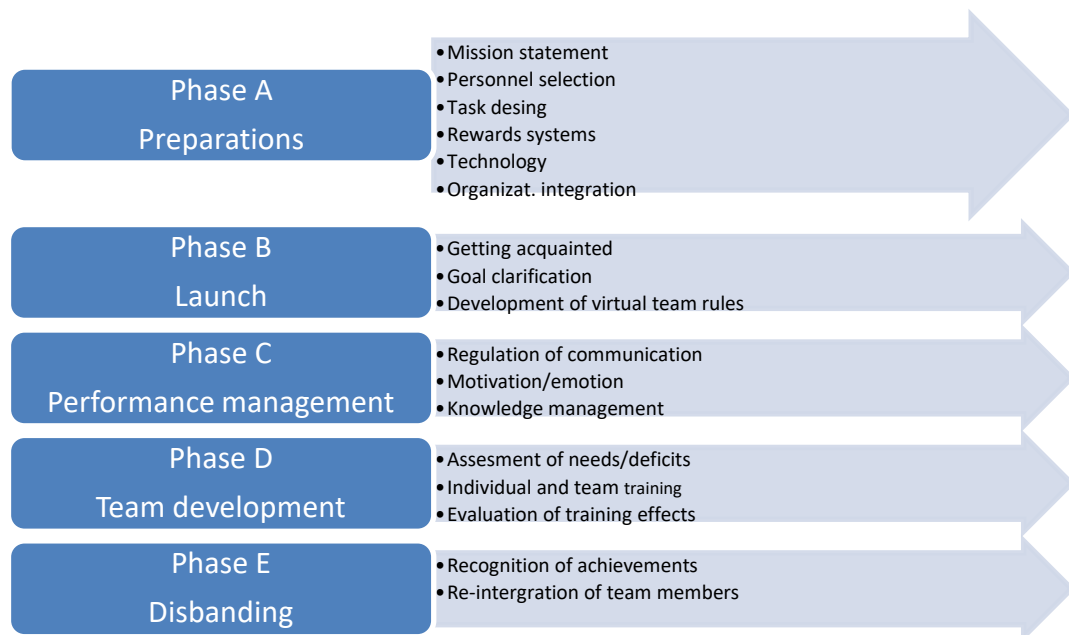 Phase A
Preparations
•Mission statement
•Personnel selection
•Task desing
•Rewards systems
•Technology
•Organizat. integration
Phase B
Launch
•Getting acquainted
•Goal clarification
•Development of virtual team rules
Phase C
Performance management
•Regulation of communication
•Motivation/emotion
•Knowledge management
Phase D
Team development
•Assesment of needs/deficits
•Individual and team training
•Evaluation of training effects
Phase E
Disbanding
•Recognition of achievements
•Re-intergration of team members